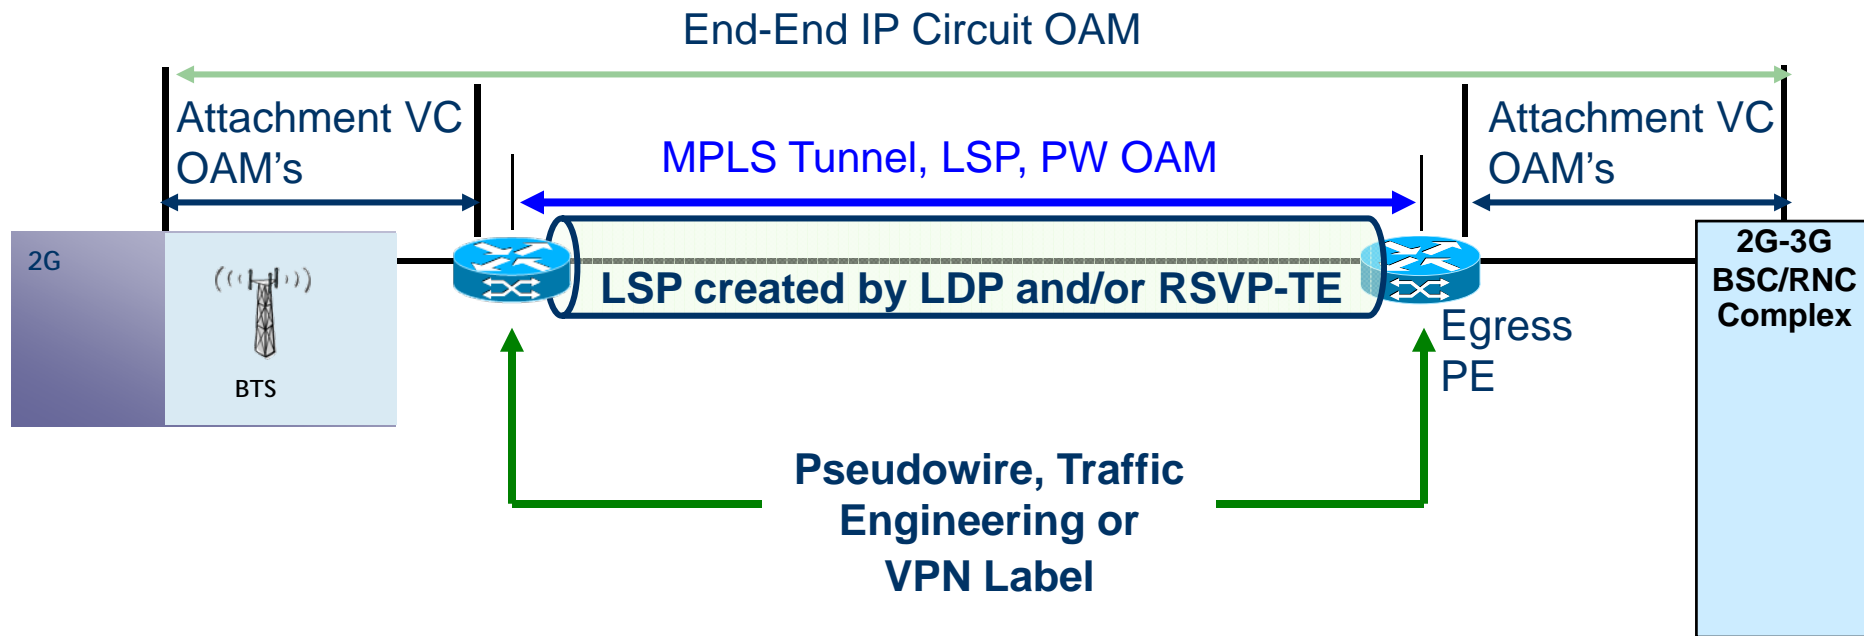 End-End IP Circuit OAM
Attachment VC
OAM's
MPLS Tunnel, LSP, PW OAM
Attachment VC
OAM's
2G
BTS
LSP created by LDP and/or RSVP-TE
2G-3G
BSC/RNC
Complex
Egress
PE
Pseudowire, Traffic
Engineering or
VPN Label